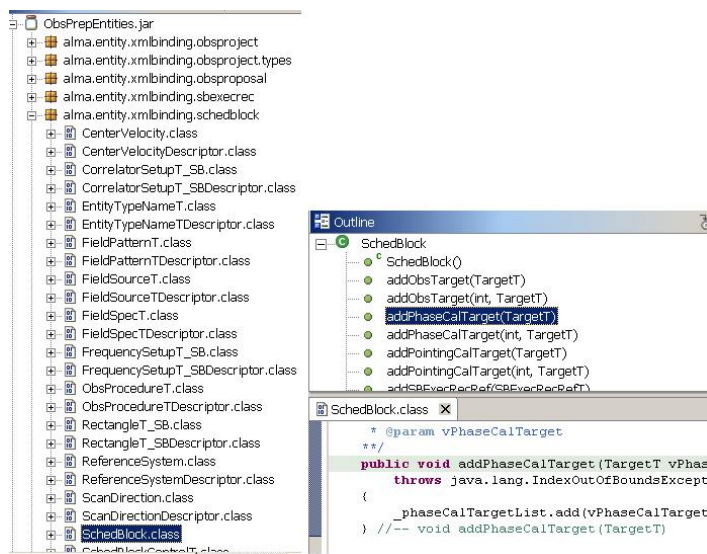 ObsPrepEntities.jar
alma.entity.xmlbinding.obsproject
alma.entity.xmlbinding.obsproject.types
alma.entity.xmlbinding.obsproposal
alma.entity.xmlbinding.sbexecrec
alma.entity.xmlbinding.schedblock
CenterVelocity.class
CenterVelocityDescriptor.class
CorrelatorSetupT_SB.class
CorrelatorSetupT_SBDescriptor.class
EntityTypeNameT.class
EntityTypeNameTDescriptor.class
FieldPatternT.class
FieldPatternTDescriptor.class
FieldSourceT.class
FieldSourceTDescriptor.class
FieldSpecT.class
FieldSpecTDescriptor.class
FrequencySetupT_SB.class
FrequencySetupT_SBDescriptor.class
ObsProcedureT.class
ObsProcedureTDescriptor.class
RectangleT_SB.class
RectangleT_SBDescriptor.class
ReferenceSystem.class
ReferenceSystemDescriptor.class
ScanDirection.class
ScanDirectionDescriptor.class
SchedBlock.class
SchedBlockControlT.class
Outline
SchedBlock
SchedBlock()
addObsTarget(TargetT)
addObsTarget(int, TargetT)
addPhaseCalTarget(TargetT)
addPhaseCalTarget(int, TargetT)
addPointingCalTarget(TargetT)
addPointingCalTarget(int, TargetT)
addSBExecRecRef(SBExecRecRefT)
SchedBlock.class
* @param vPhaseCalTarget
**/
public void addPhaseCalTarget(TargetT vPhas
throws java.lang.IndexOutOfBoundsExcept
{
_phaseCalTargetList.add(vPhaseCalTarget
} //-- void addPhaseCalTarget(TargetT)